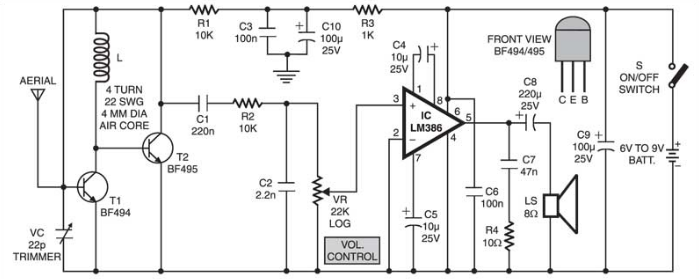 R1
10K
C3
100n
C10
100µ
25V
R3
1K
FRONT VIEW
BF494/495
C E B
S
ON/OFF
SWITCH
L
4 TURN
22 SWG
4 MM DIA
AIR CORE
AERIAL
C4
10µ
25V
C8
220µ
25V
C1
220n
R2
10K
T2
BF495
T1
BF494
VC
22p
TRIMMER
C2
2.2n
VR
22K
LOG
VOL.
CONTROL
1
8
3
+
6
5
IC
LM386
2
–
4
7
C5
10µ
25V
C6
100n
C7
47n
R4
10Ω
LS
8Ω
C9
100µ
25V
6V TO 9V
BATT.